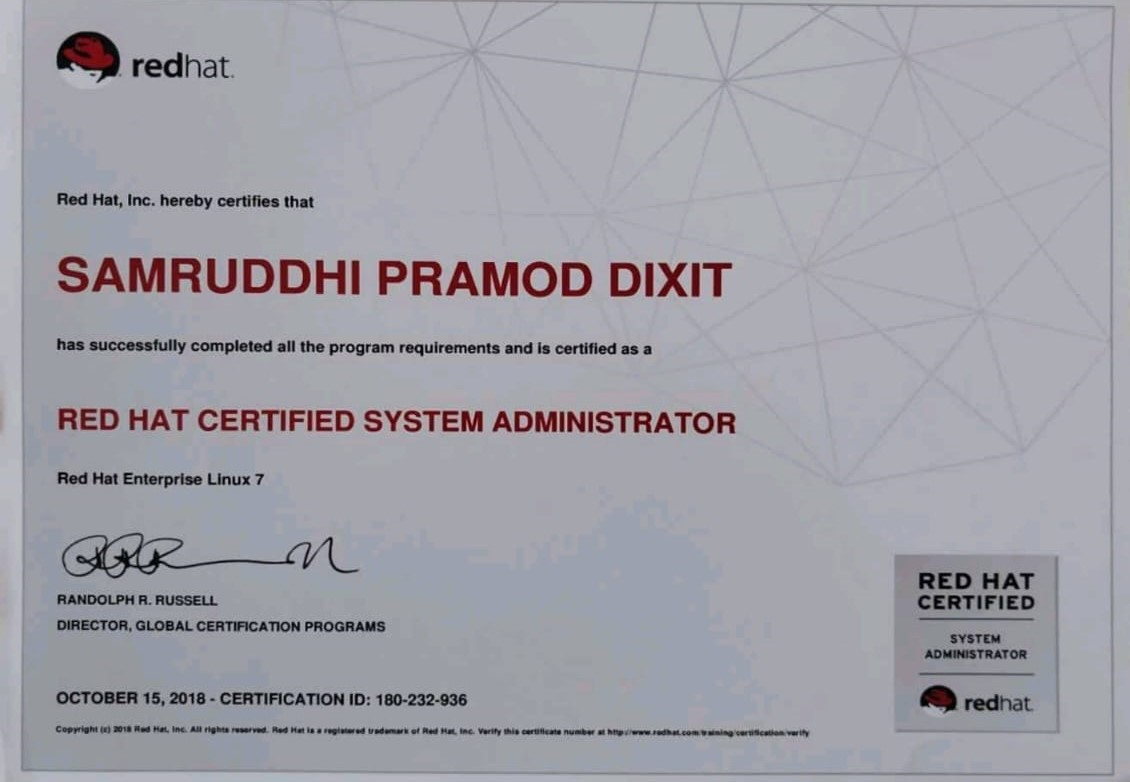 redhat.
Red Hat, Inc. hereby certifies that
SAMRUDDHI PRAMOD DIXIT
has successfully completed all the program requirements and is certified as a
RED HAT CERTIFIED SYSTEM ADMINISTRATOR
Red Hat Enterprise Linux 7
RANDOLPH R. RUSSELL
DIRECTOR, GLOBAL CERTIFICATION PROGRAMS
OCTOBER 15, 2018 - CERTIFICATION ID: 180-232-936
Copyright (c) 2018 Red Hat, Inc. All rights reserved. Red Hat is a registered trademark of Red Hat, Inc. Verify this certificate number at http://www.redhat.com/training/certification/verify
RED HAT
CERTIFIED
SYSTEM
ADMINISTRATOR
redhat.